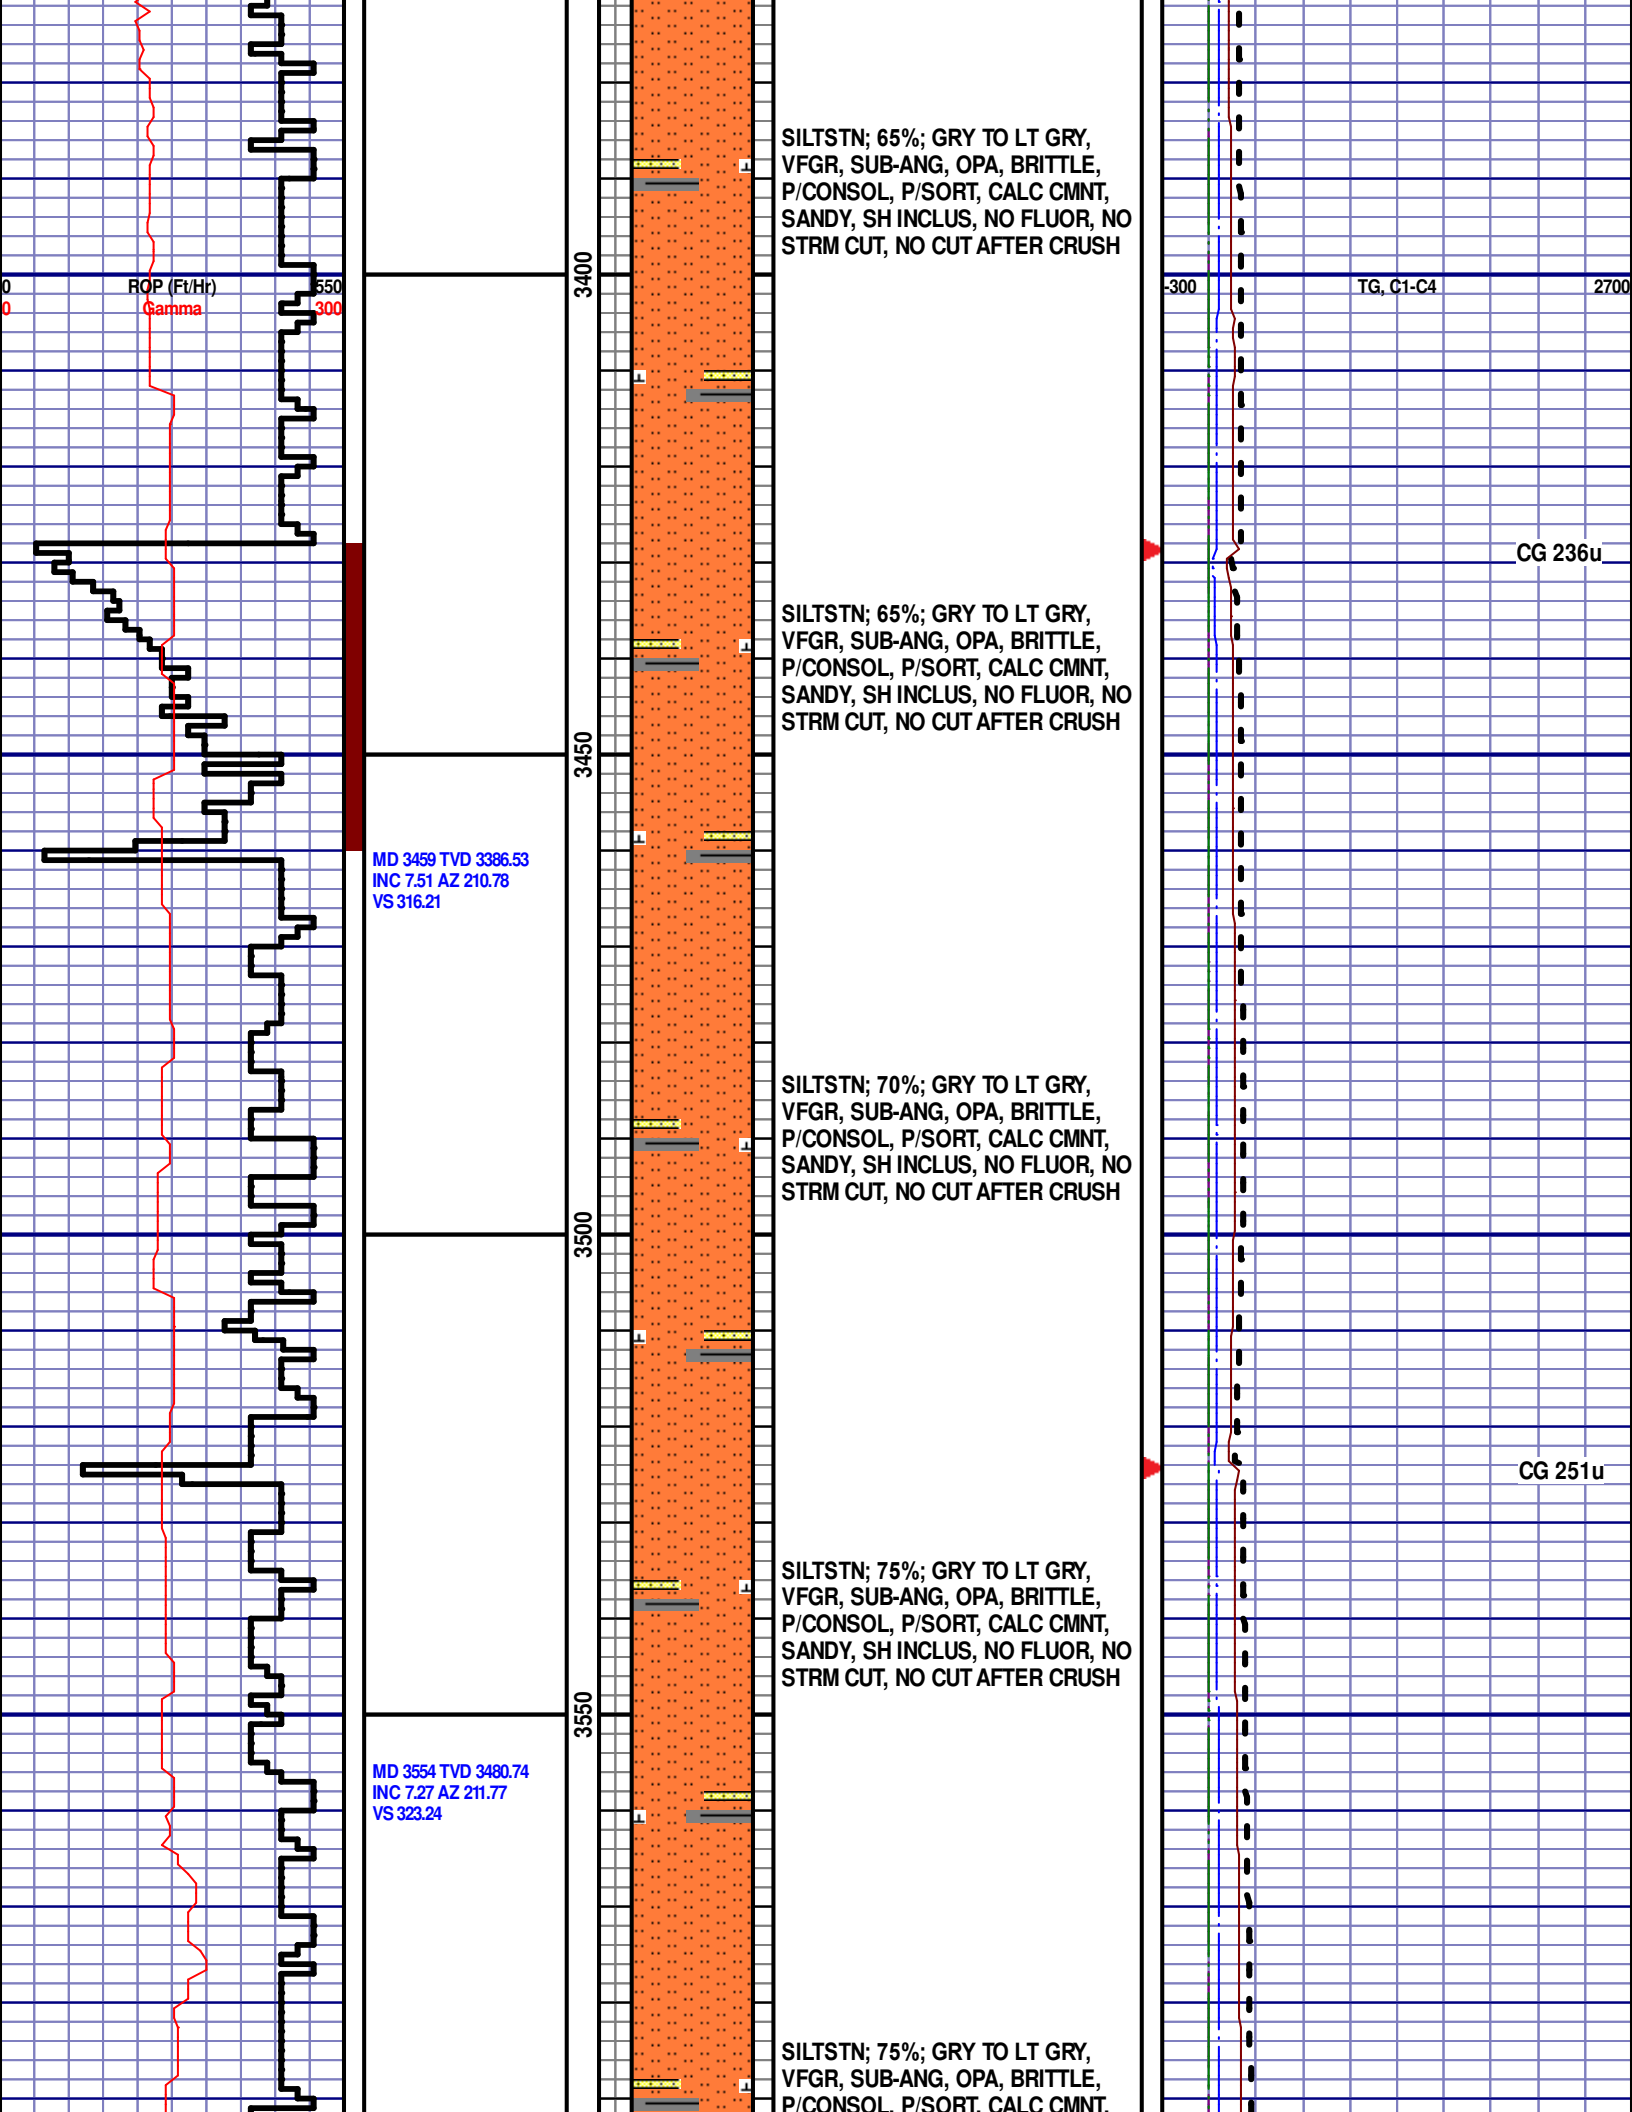 SILTSTN; 65%; GRY TO LT GRY,
VFGR, SUB-ANG, OPA, BRITTLE,
P/CONSOL, P/SORT, CALC CMNT,
SANDY, SH INCLUS, NO FLUOR, NO
STRM CUT, NO CUT AFTER CRUSH
3400
0 ROP (Ft/Hr) 550
0 Gamma 300
-300 TG, C1-C4 2700
CG 236u
SILTSTN; 65%; GRY TO LT GRY,
VFGR, SUB-ANG, OPA, BRITTLE,
P/CONSOL, P/SORT, CALC CMNT,
SANDY, SH INCLUS, NO FLUOR, NO
STRM CUT, NO CUT AFTER CRUSH
3450
MD 3459 TVD 3386.53
INC 7.51 AZ 210.78
VS 316.21
SILTSTN; 70%; GRY TO LT GRY,
VFGR, SUB-ANG, OPA, BRITTLE,
P/CONSOL, P/SORT, CALC CMNT,
SANDY, SH INCLUS, NO FLUOR, NO
STRM CUT, NO CUT AFTER CRUSH
3500
CG 251u
SILTSTN; 75%; GRY TO LT GRY,
VFGR, SUB-ANG, OPA, BRITTLE,
P/CONSOL, P/SORT, CALC CMNT,
SANDY, SH INCLUS, NO FLUOR, NO
STRM CUT, NO CUT AFTER CRUSH
3550
MD 3554 TVD 3480.74
INC 7.27 AZ 211.77
VS 323.24
SILTSTN; 75%; GRY TO LT GRY,
VFGR, SUB-ANG, OPA, BRITTLE,
P/CONSOL, P/SORT, CALC CMNT,